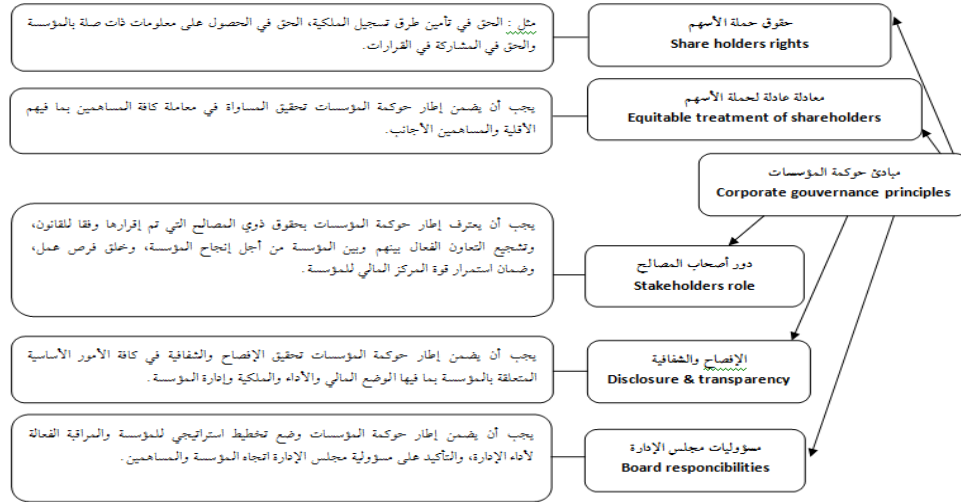 حقوق حملة الأسهم
Share holders rights
مثل : الحق في تأمين طرق تسجيل الملكية، الحق في الحصول على معلومات ذات صلة بالمؤسسة
والحق في المشاركة في القرارات.
معادلة عادلة لحملة الأسهم
Equitable treatment of shareholders
يجب أن يضمن إطار حوكمة المؤسسات تحقيق المساواة في معاملة كافة المساهمين بما فيهم
الأقلية والمساهمين الأجانب.
مبادئ حوكمة المؤسسات
Corporate gouvernance principles
دور أصحاب المصالح
Stakeholders role
يجب أن يعترف إطار حوكمة المؤسسات بحقوق ذوي المصالح التي تم إقرارها وفقا للقانون،
وتشجيع التعاون الفعال بينهم وبين المؤسسة من أجل إنجاح المؤسسة، وخلق فرص عمل،
وضمان استمرار قوة المركز المالي للمؤسسة.
الإفصاح والشفافية
Disclosure & transparency
يجب أن يضمن إطار حوكمة المؤسسات تحقيق الإفصاح والشفافية في كافة الأمور الأساسية
المتعلقة بالمؤسسة بما فيها الوضع المالي والأداء والملكية وإدارة المؤسسة.
مسؤوليات مجلس الإدارة
Board responcibilities
يجب أن يضمن إطار حوكمة المؤسسات وضع تخطيط استراتيجي للمؤسسة والمراقبة الفعالة
لأداء الإدارة، والتأكيد على مسؤولية مجلس الإدارة اتجاه المؤسسة والمساهمين.